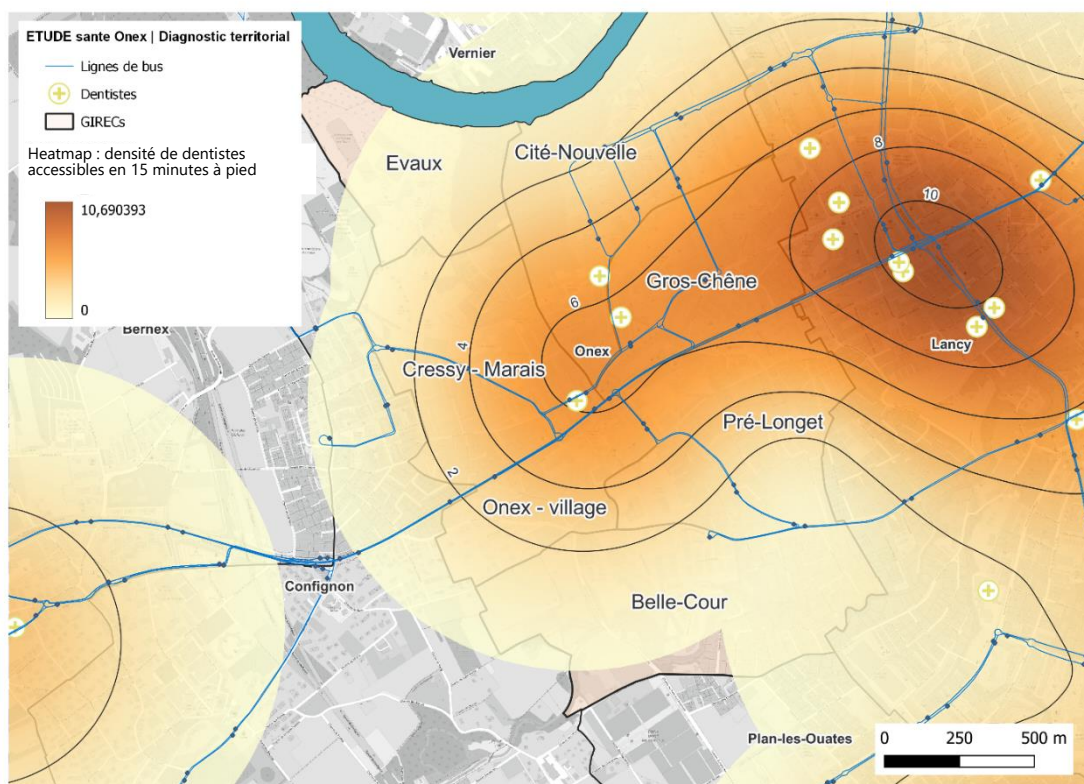 ETUDE sante Onex | Diagnostic territorial
Lignes de bus
Dentistes
GIRECs
Heatmap : densité de dentistes
accessibles en 15 minutes à pied
10,690393
0
Vernier
Evaux
Cité-Nouvelle
8
10
Gros-Chêne
6
Bernex
Onex
Lancy
4
Cressy - Marais
Pré-Longet
2
Onex - village
Confignon
Belle-Cour
Plan-les-Ouates
0 250 500 m